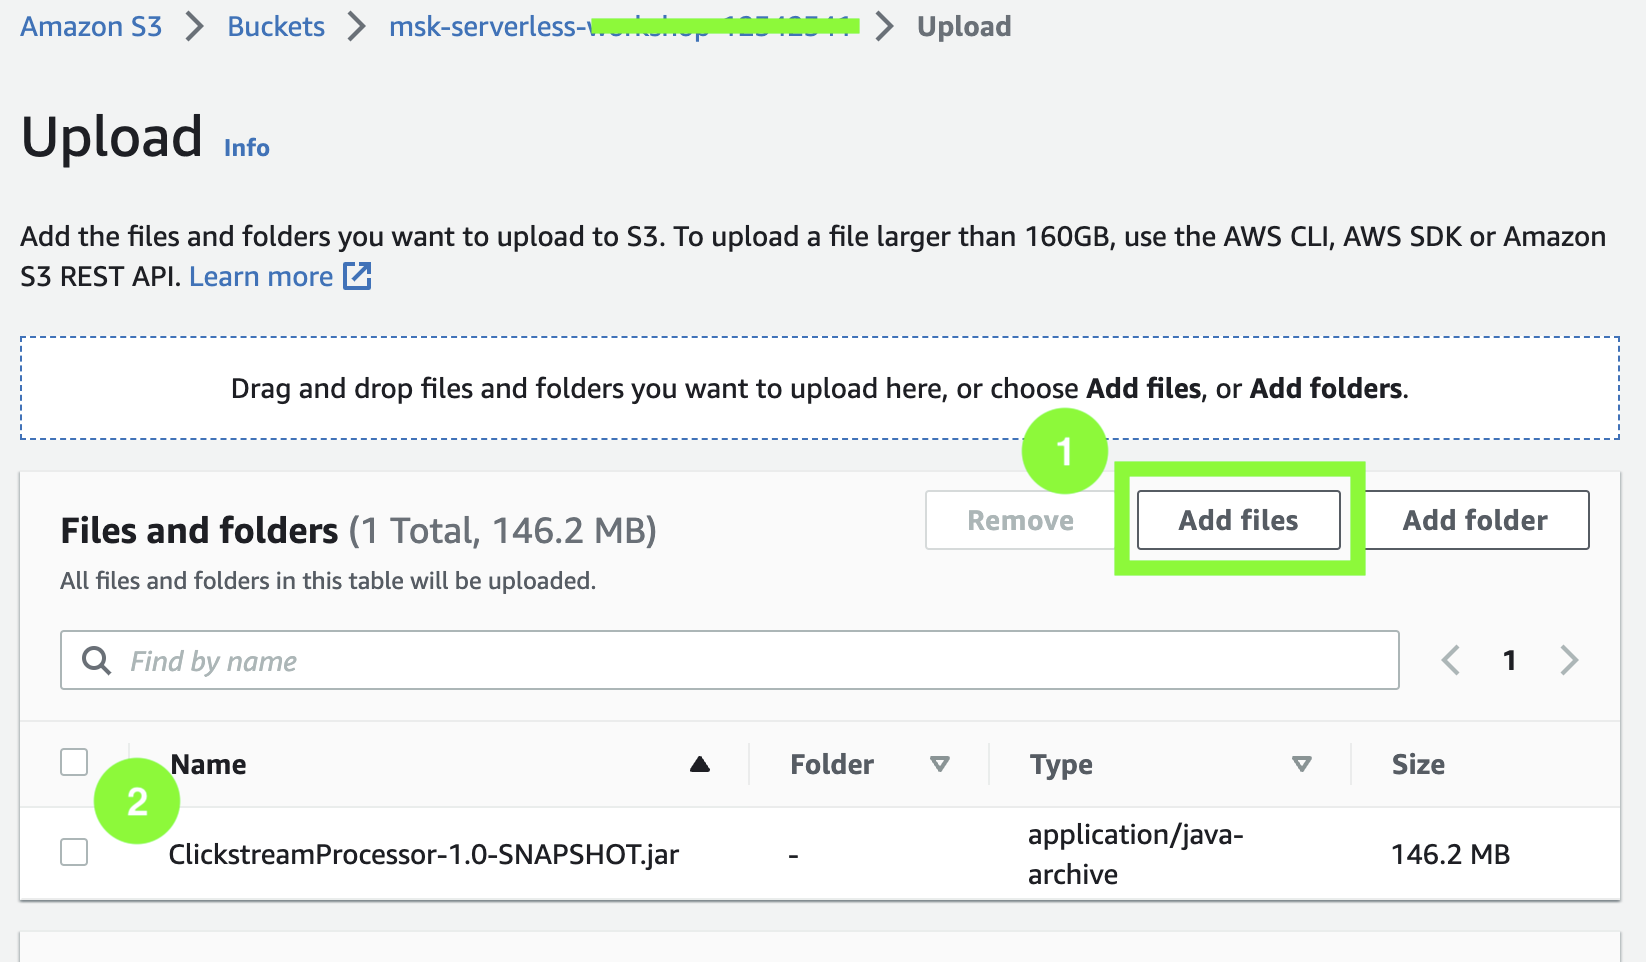 Amazon S3 > Buckets > msk-serverless- > Upload
Upload Info
Add the files and folders you want to upload to S3. To upload a file larger than 160GB, use the AWS CLI, AWS SDK or Amazon
S3 REST API. Learn more
Drag and drop files and folders you want to upload here, or choose Add files, or Add folders.
1
Files and folders (1 Total, 146.2 MB)
Remove Add files Add folder
All files and folders in this table will be uploaded.
Find by name
1
Name Folder Type Size
2
ClickstreamProcessor-1.0-SNAPSHOT.jar - application/java-
archive 146.2 MB